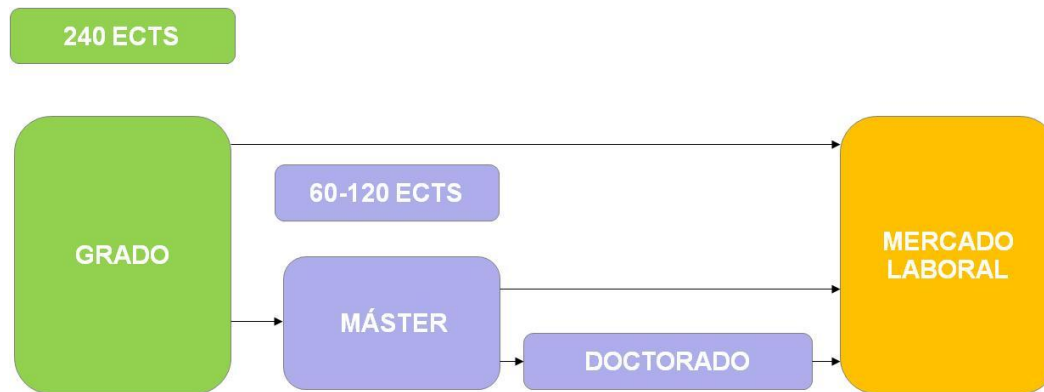 240 ECTS
60-120 ECTS
GRADO
MERCADO
LABORAL
MÁSTER
DOCTORADO